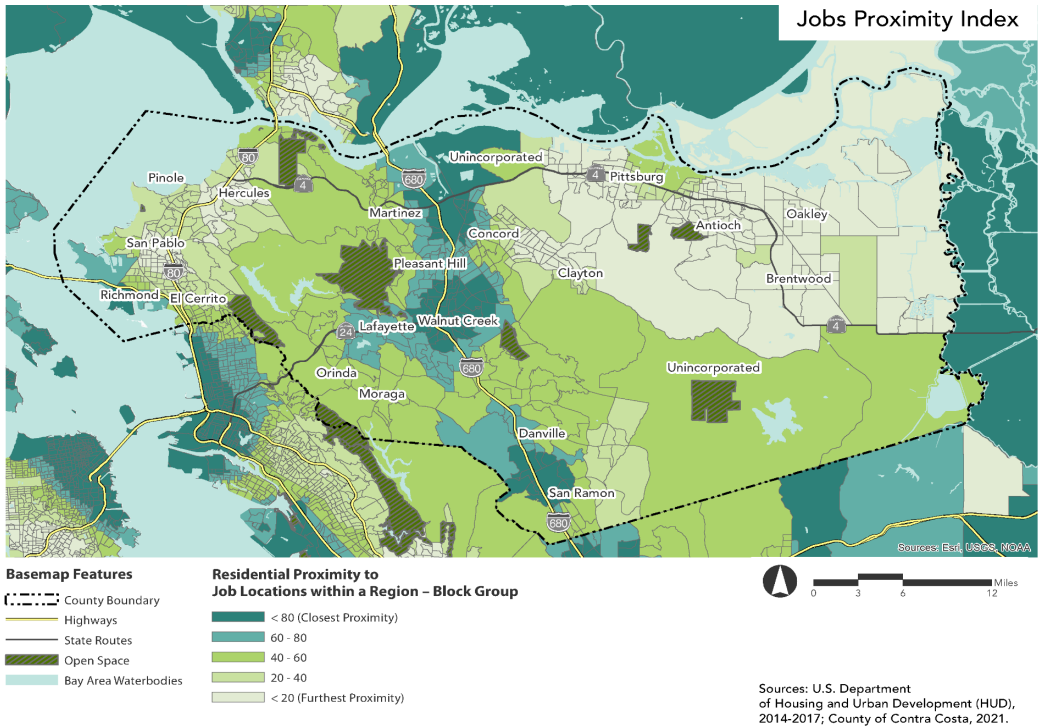 Jobs Proximity Index
80
Unincorporated
680
4
Pittsburg
Pinole
4
Hercules
Martinez
Oakley
Antioch
Concord
San Pablo
Pleasant Hill
80
Clayton
Brentwood
Richmond
El Cerrito
Lafayette
Walnut Creek
24
4
680
Orinda
Unincorporated
Moraga
Danville
San Ramon
680
Sources: Esri, USGS, NOAA
Basemap Features
County Boundary
Highways
State Routes
Open Space
Bay Area Waterbodies
Residential Proximity to
Job Locations within a Region – Block Group
< 80 (Closest Proximity)
60 - 80
40 - 60
20 - 40
< 20 (Furthest Proximity)
Miles
0 3 6 12
Sources: U.S. Department
of Housing and Urban Development (HUD),
2014-2017; County of Contra Costa, 2021.